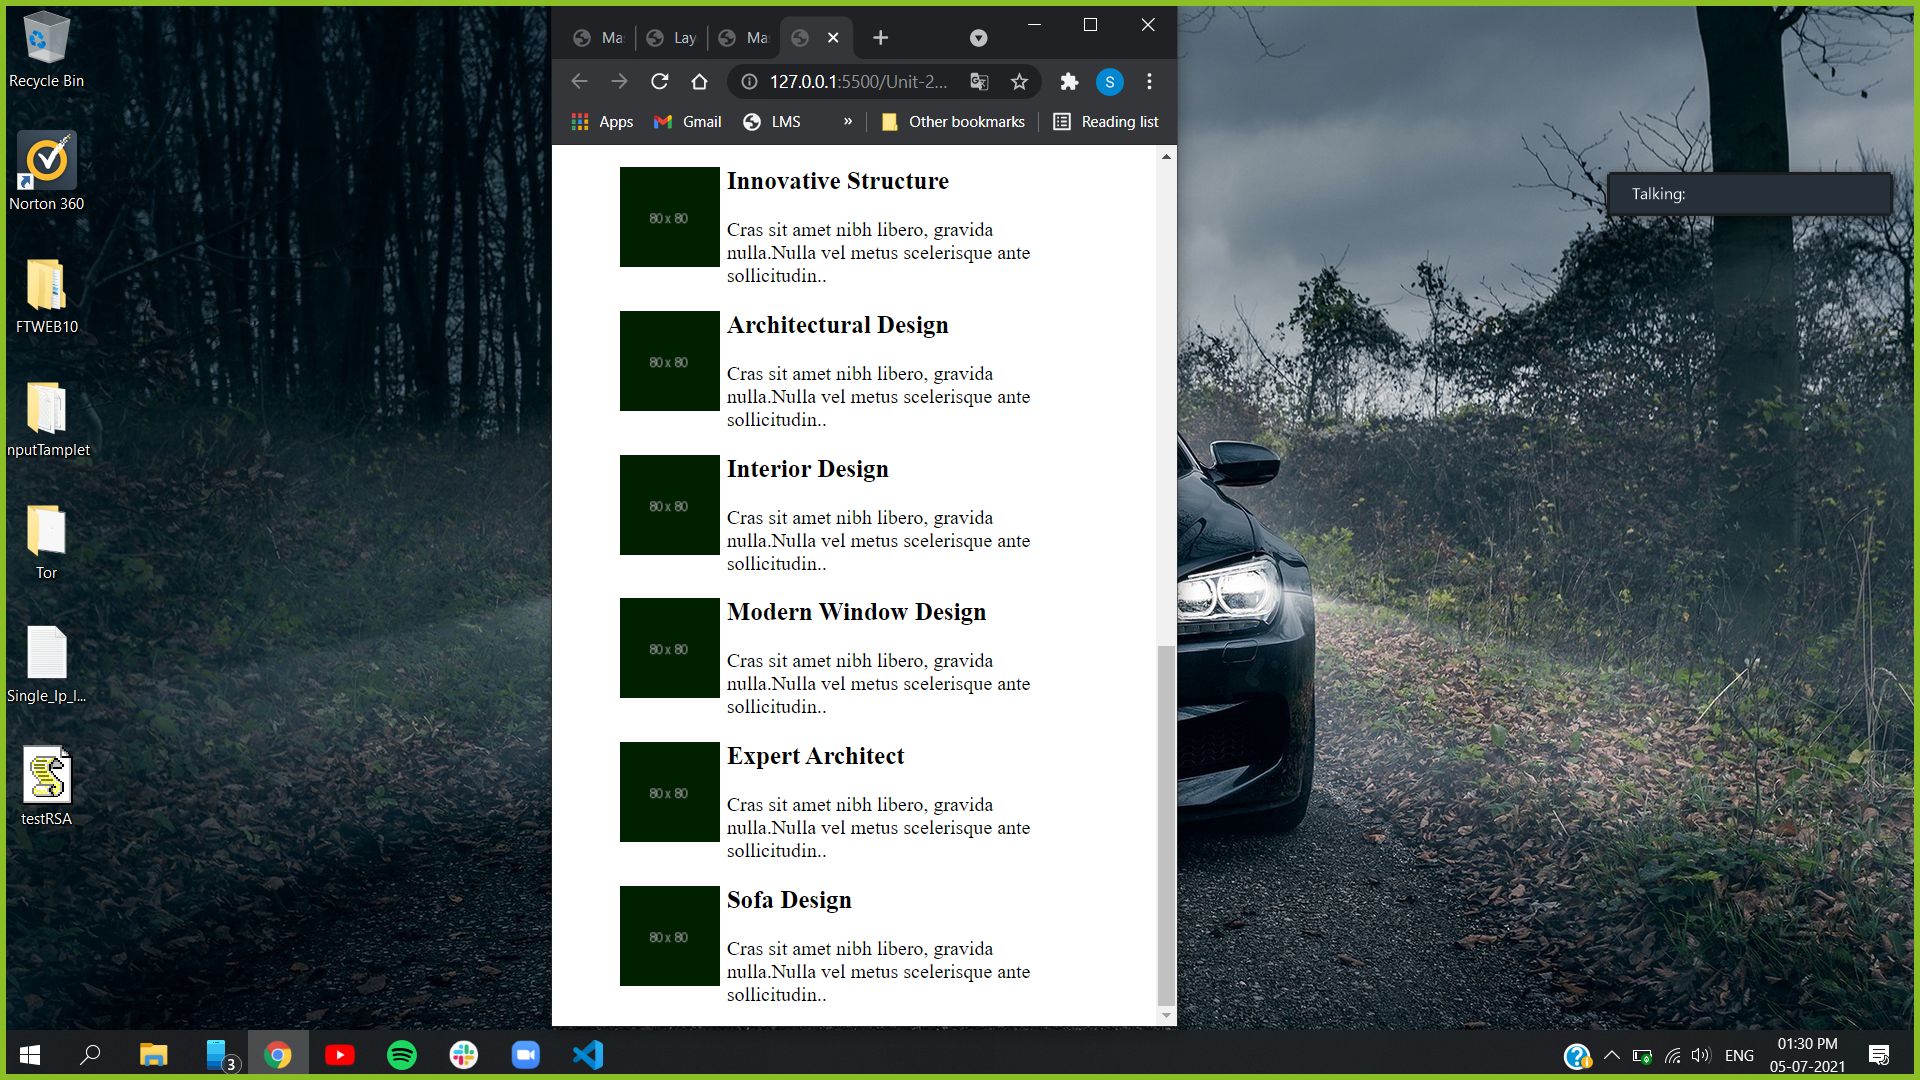 Recycle Bin
Norton 360
FTWEB10
nputTamplet
Tor
Single_Ip_I...
testRSA
Ma
Lay
Ma
127.0.0.1:5500/Unit-2...
S
Apps
Gmail
LMS
»
Other bookmarks
Reading list
80 x 80
Innovative Structure
Cras sit amet nibh libero, gravida
nulla.Nulla vel metus scelerisque ante
sollicitudin..
80 x 80
Architectural Design
Cras sit amet nibh libero, gravida
nulla.Nulla vel metus scelerisque ante
sollicitudin..
80 x 80
Interior Design
Cras sit amet nibh libero, gravida
nulla.Nulla vel metus scelerisque ante
sollicitudin..
80 x 80
Modern Window Design
Cras sit amet nibh libero, gravida
nulla.Nulla vel metus scelerisque ante
sollicitudin..
80 x 80
Expert Architect
Cras sit amet nibh libero, gravida
nulla.Nulla vel metus scelerisque ante
sollicitudin..
80 x 80
Sofa Design
Cras sit amet nibh libero, gravida
nulla.Nulla vel metus scelerisque ante
sollicitudin..
Talking:
3
ENG
01:30 PM
05-07-2021